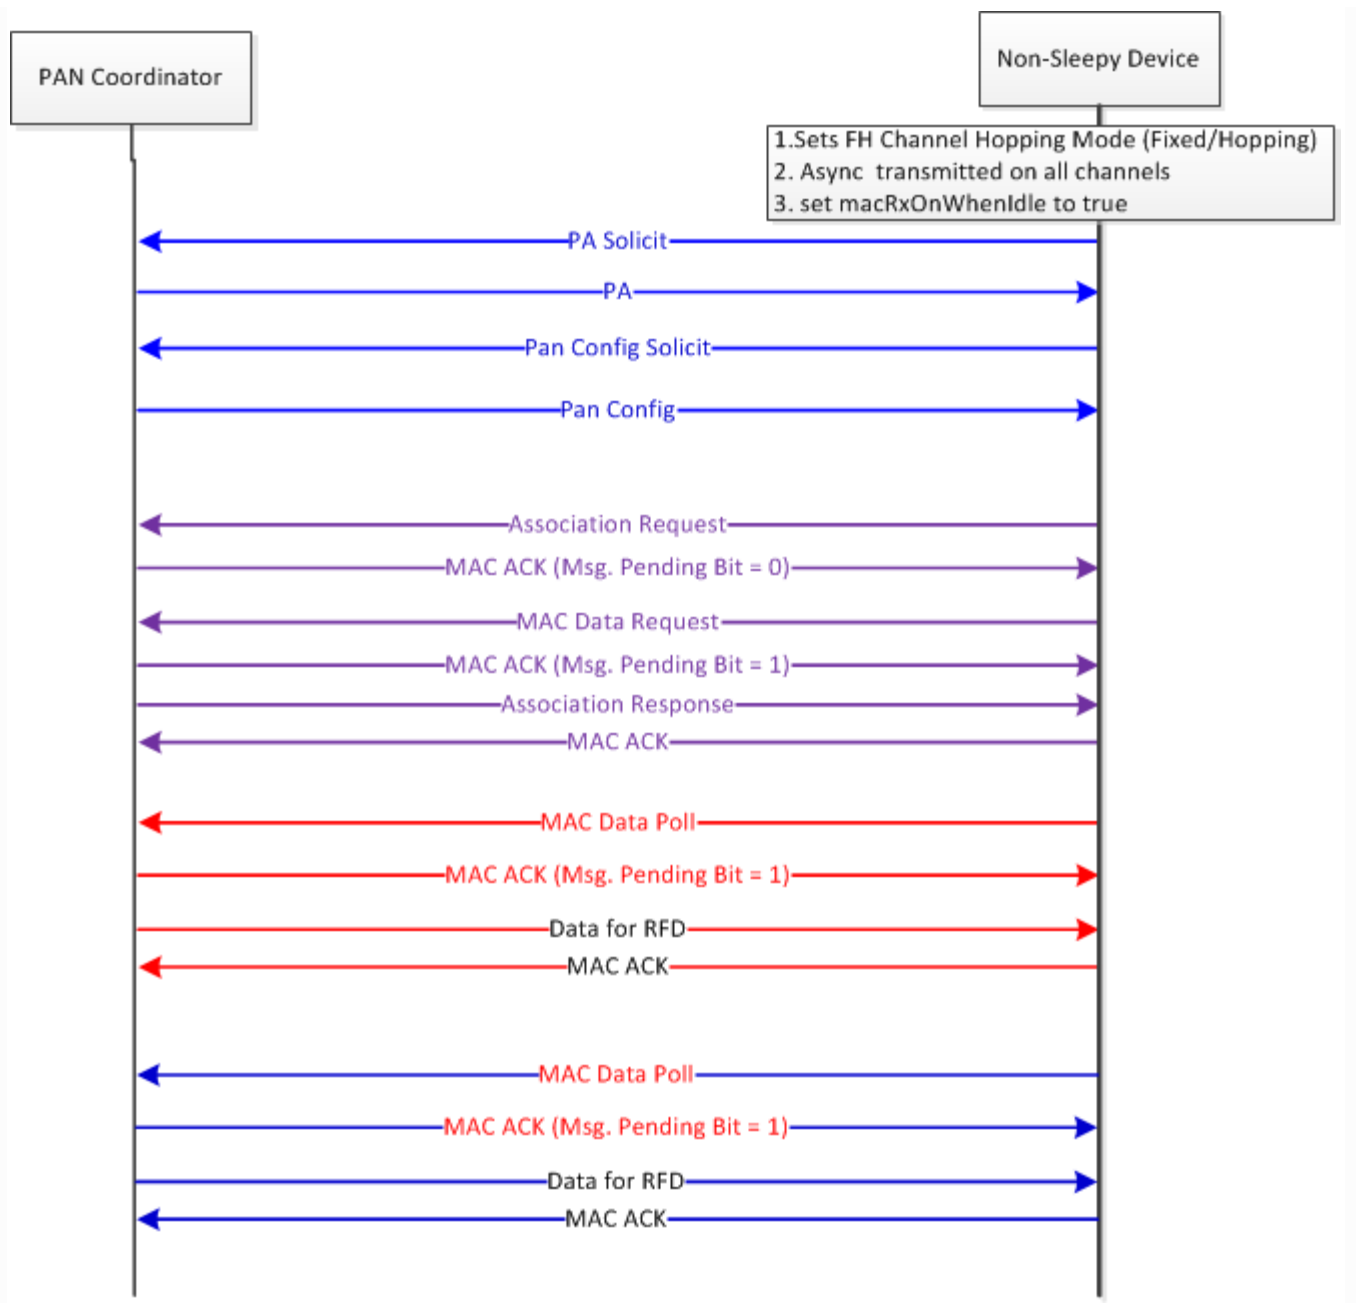 PAN Coordinator
Non-Sleepy Device
1.Sets FH Channel Hopping Mode (Fixed/Hopping)
2. Async transmitted on all channels
3. set macRxOnWhenIdle to true
PA Solicit
PA
Pan Config Solicit
Pan Config
Association Request
MAC ACK (Msg. Pending Bit = 0)
MAC Data Request
MAC ACK (Msg. Pending Bit = 1)
Association Response
MAC ACK
MAC Data Poll
MAC ACK (Msg. Pending Bit = 1)
Data for RFD
MAC ACK
MAC Data Poll
MAC ACK (Msg. Pending Bit = 1)
Data for RFD
MAC ACK